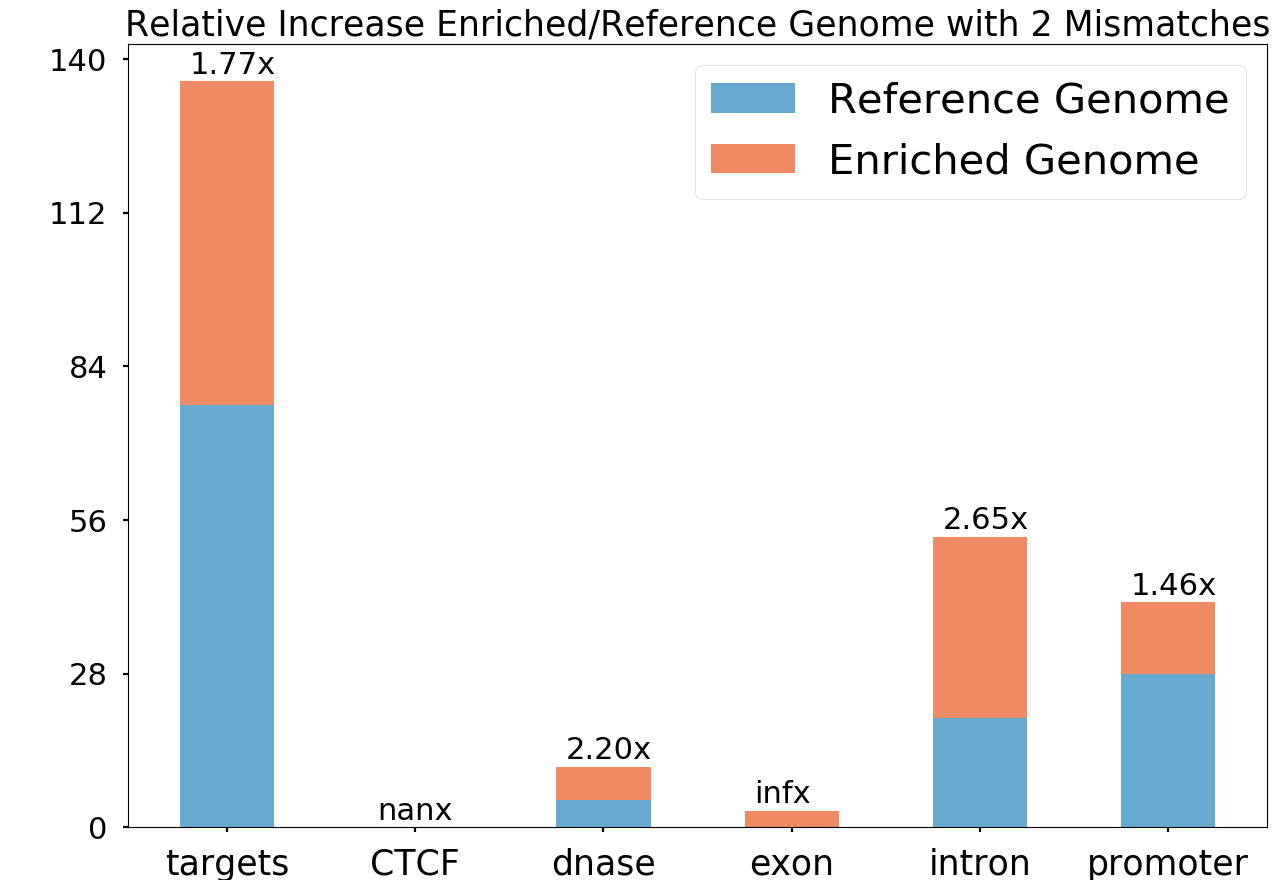 Relative Increase Enriched/Reference Genome with 2 Mismatches
140
112
84
56
28
0
1.77x
nanx
2.20x
infx
2.65x
1.46x
Reference Genome
Enriched Genome
targets
CTCF
dnase
exon
intron
promoter